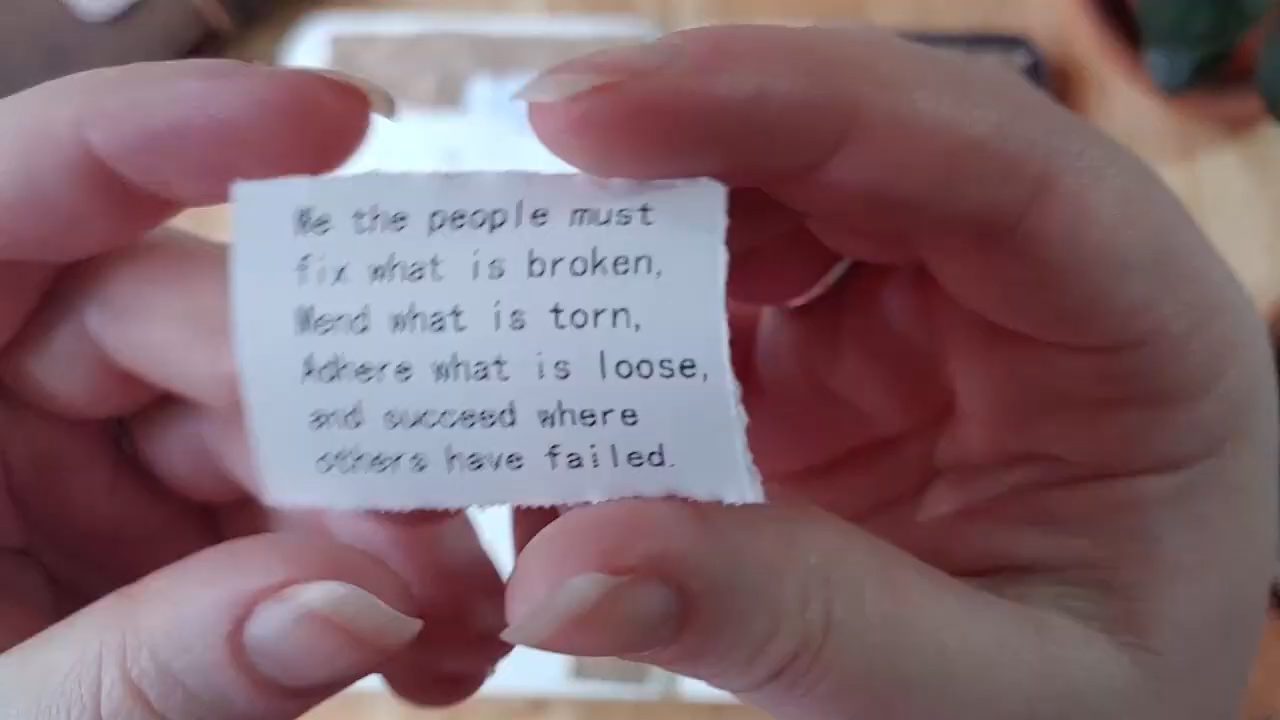 We the people must
fix what is broken,
Mend what is torn,
Adhere what is loose,
and succeed where
others have failed.